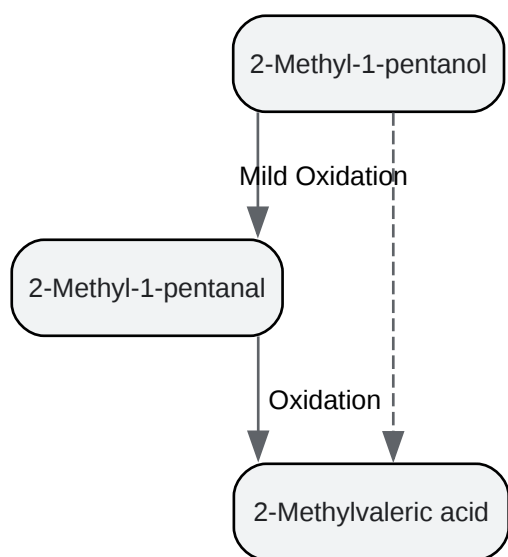 2-Methyl-1-pentanol
Mild Oxidation
2-Methyl-1-pentanal
Oxidation
2-Methylvaleric acid